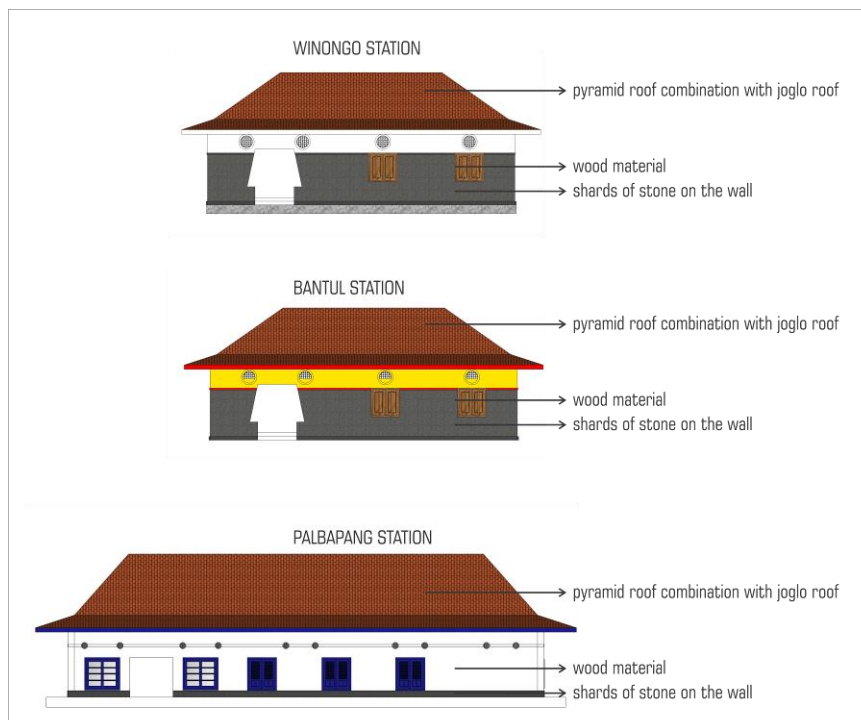 WINONGO STATION
pyramid roof combination with joglo roof
wood material
shards of stone on the wall
BANTUL STATION
pyramid roof combination with joglo roof
wood material
shards of stone on the wall
PALBAPANG STATION
pyramid roof combination with joglo roof
wood material
shards of stone on the wall